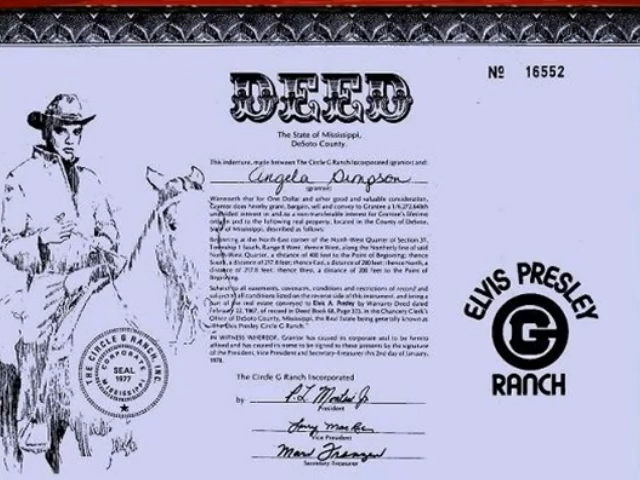 DEED
Nº 16552
The State of Mississippi,
DeSoto County.
This indenture, made between The Circle G Ranch Incorporated (grantor) and:
Angela Simpson
(grantee)
Witnesseth that for One Dollar and other good and valuable consideration,
Grantor does hereby grant, bargain, sell and convey to Grantee a
undivided interest in and to a non-transferable interest for Grantee's lifetime
only in and to the following real property, located in the County of DeSoto,
State of Mississippi, described as follows:
Beginning at the North-East corner of the North-West Quarter of Section 31,
Township 1 South, Range 8 West; thence West, along the Northerly line of said
North-West Quarter, a distance of 400 feet to the Point of Beginning; thence
South, a distance of 217.8 feet; thence East, a distance of 200 feet; thence North, a
distance of 217.8 feet; thence West, a distance of 200 feet to the Point of
Beginning.
Subject to all easements, covenants, conditions and restrictions of record and
subject to all conditions listed on the reverse side of this instrument, and being a
part of the real estate conveyed to Elvis A. Presley by Warranty Deed dated
February 22, 1967, of record in Deed Book 68, Page in the Chancery Clerk's
Office of DeSoto County, Mississippi, the Real Estate being generally known as
the Elvis Presley Circle G Ranch.
IN WITNESS WHEREOF, Grantor has caused its corporate seal to be hereto
affixed and has caused its name to be signed to these presents by the signature
of the President, Vice President and Secretary-Treasurer this 2nd day of January,
1978.
The Circle G Ranch Incorporated
by
President
Vice President
Secretary-Treasurer
THE CIRCLE G RANCH, INC.
CORPORATE
SEAL
1977
MISSISSIPPI
ELVIS PRESLEY
G
RANCH